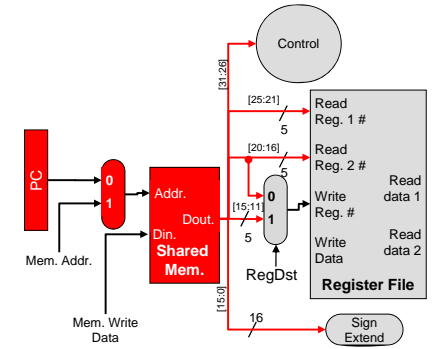 Control
[31:26]
[25:21]
5
Read
Reg. 1 #
[20:16]
5
Read
Reg. 2 #
PC
0
1
Addr.
Dout.
Din.
Shared
Mem.
[15:11]
5
0
1
Write
Reg. #
Read
data 1
Write
Data
Read
data 2
Register File
RegDst
Mem. Addr.
Mem. Write
Data
[15:0]
16
Sign
Extend